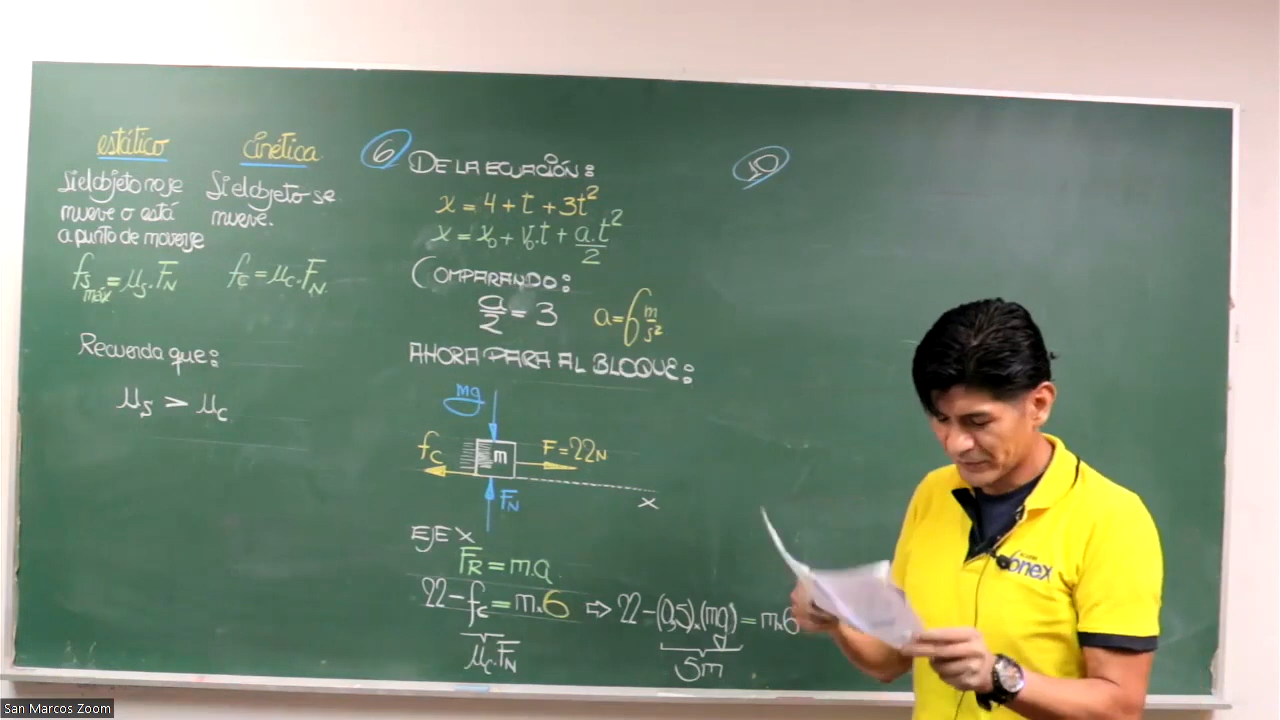 estático
Si el objeto no se
mueve o está
a punto de moverse
fs máx = μs.FN
Cinética
Si el objeto se
mueve.
fc = μc.FN
Recuerda que:
μs > μc
6
DE LA ECUACIÓN:
x = 4 + t + 3t²
x = x₀ + v₀.t + a.t²/2
COMPARANDO:
a/2 = 3 a = 6 m/s²
AHORA PARA AL BLOQUE:
mg
fc m F = 22N
FN x
EJE X
FR = m.a
22 - fc = m.6 ⇒ 22 - (0,5).(mg) = m.6
μc.FN 5m
10
onex
San Marcos Zoom